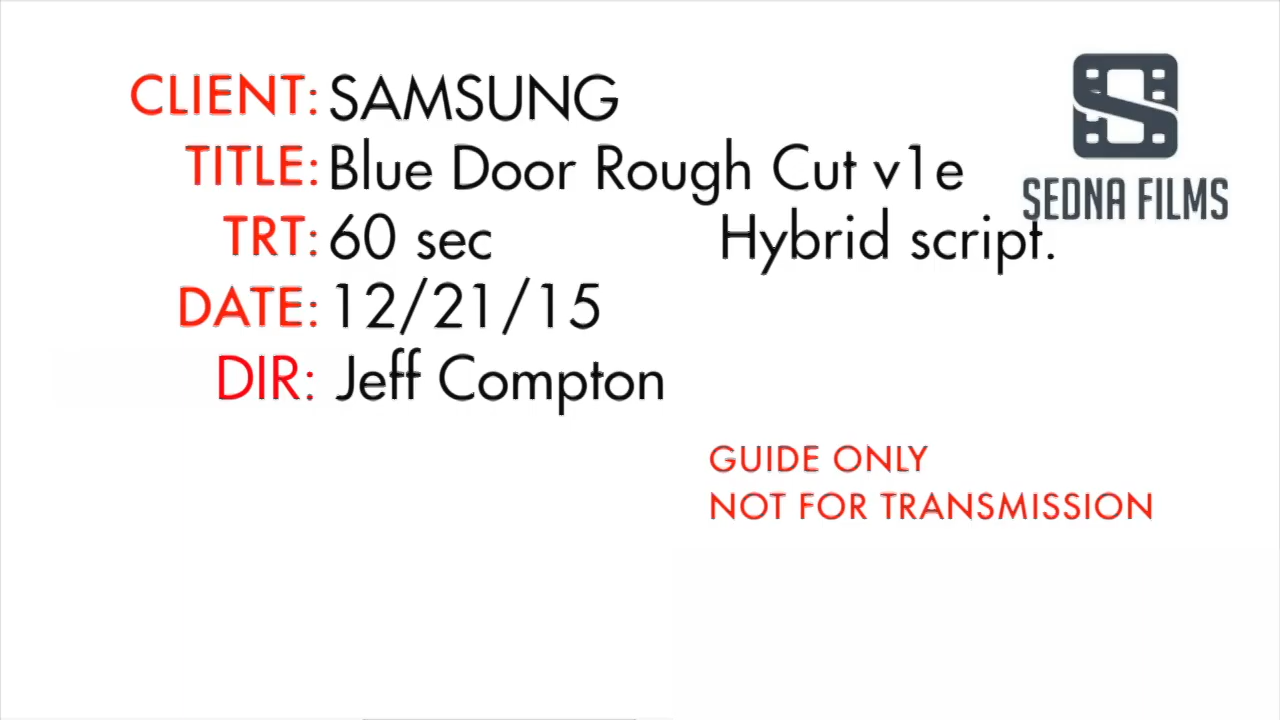 CLIENT: SAMSUNG
TITLE: Blue Door Rough Cut v1e
SEDNA FILMS
TRT: 60 sec Hybrid script.
DATE: 12/21/15
DIR: Jeff Compton
GUIDE ONLY
NOT FOR TRANSMISSION